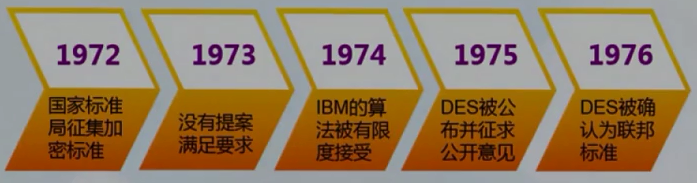 1972
国家标准
局征集加
密标准
1973
没有提案
满足要求
1974
IBM的算
法被有限
度接受
1975
DES被公
布并征求
公开意见
1976
DES被确
认为联邦
标准